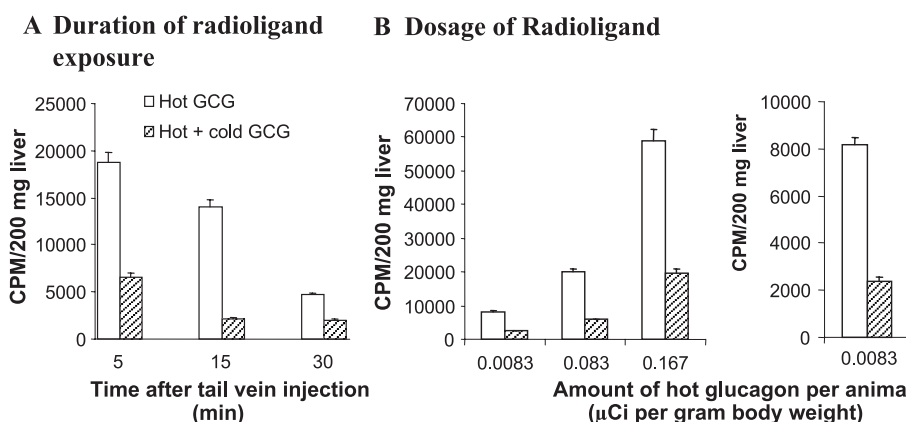 A Duration of radioligand
exposure
B Dosage of Radioligand
CPM/200 mg liver
25000
20000
15000
10000
5000
0
Hot GCG
Hot + cold GCG
5 15 30
Time after tail vein injection
(min)
CPM/200 mg liver
70000
60000
50000
40000
30000
20000
10000
0
0.0083 0.083 0.167
CPM/200 mg liver
10000
8000
6000
4000
2000
0
0.0083
Amount of hot glucagon per anima
(μCi per gram body weight)